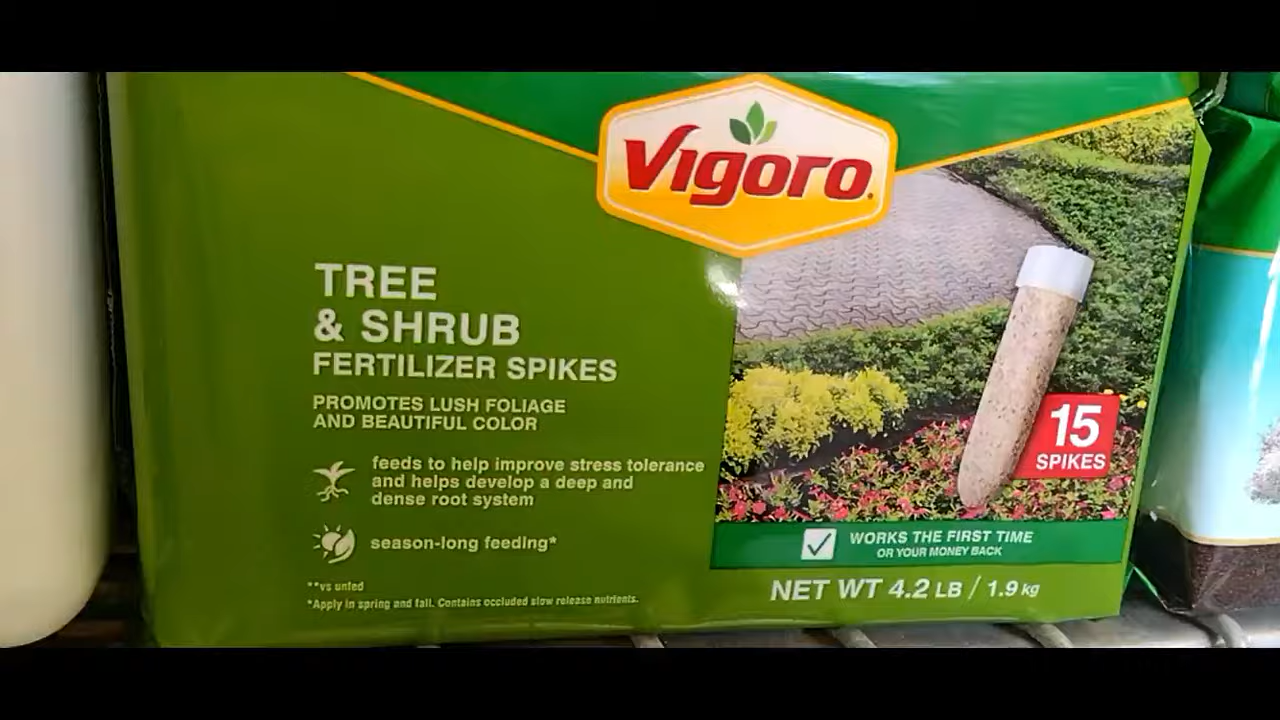 Vigoro
TREE
& SHRUB
FERTILIZER SPIKES
PROMOTES LUSH FOLIAGE
AND BEAUTIFUL COLOR
feeds to help improve stress tolerance
and helps develop a deep and
dense root system
season-long feeding*
**vs unfed
*Apply in spring and fall. Contains occluded slow release nutrients.
15
SPIKES
WORKS THE FIRST TIME
OR YOUR MONEY BACK
NET WT 4.2 LB / 1.9 kg